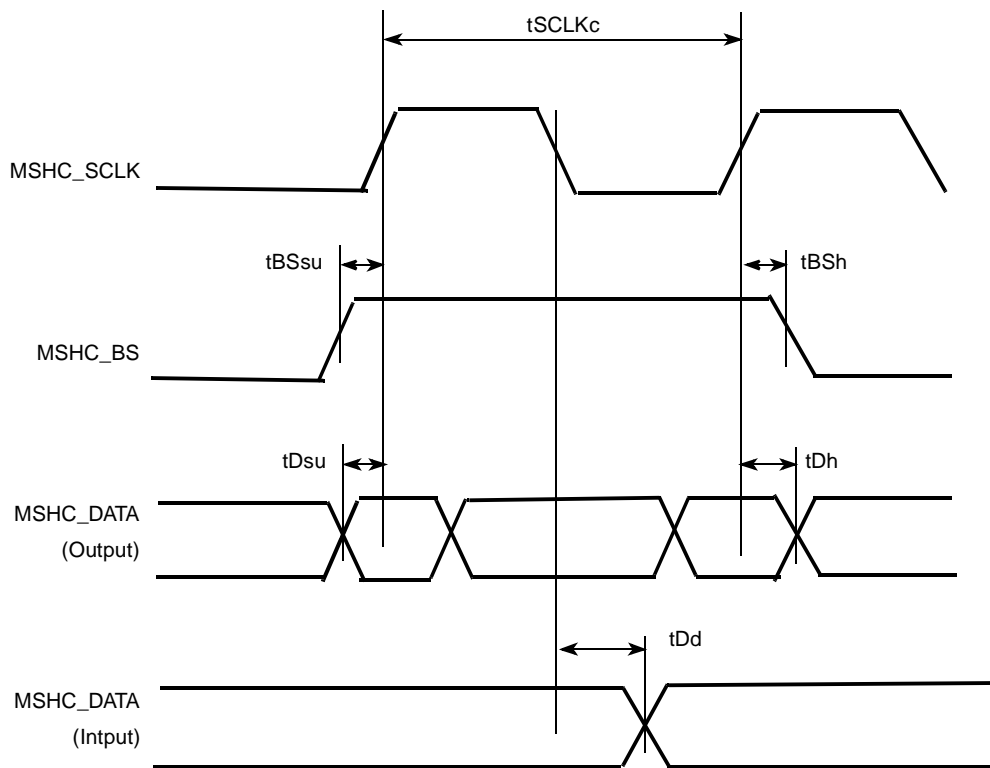 tSCLKc
MSHC_SCLK
tBSsu
tBSh
MSHC_BS
tDsu
tDh
MSHC_DATA
(Output)
tDd
MSHC_DATA
(Intput)